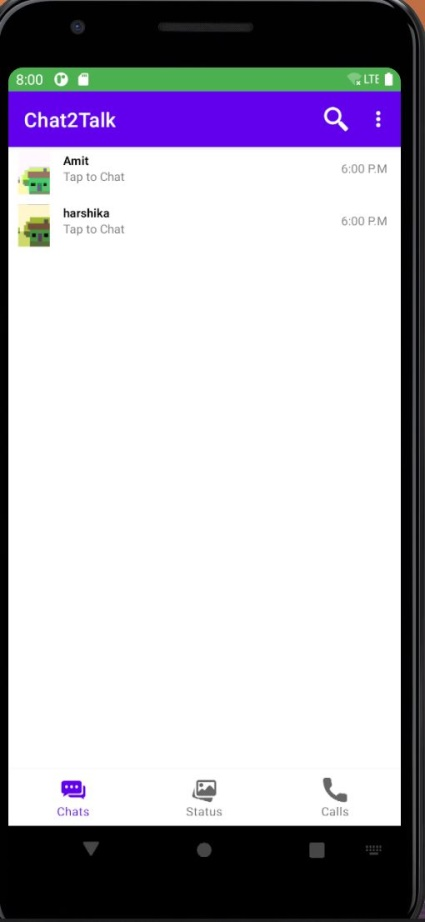 8:00 LTE
Chat2Talk
Amit
Tap to Chat
6:00 P.M
harshika
Tap to Chat
6:00 P.M
Chats
Status
Calls